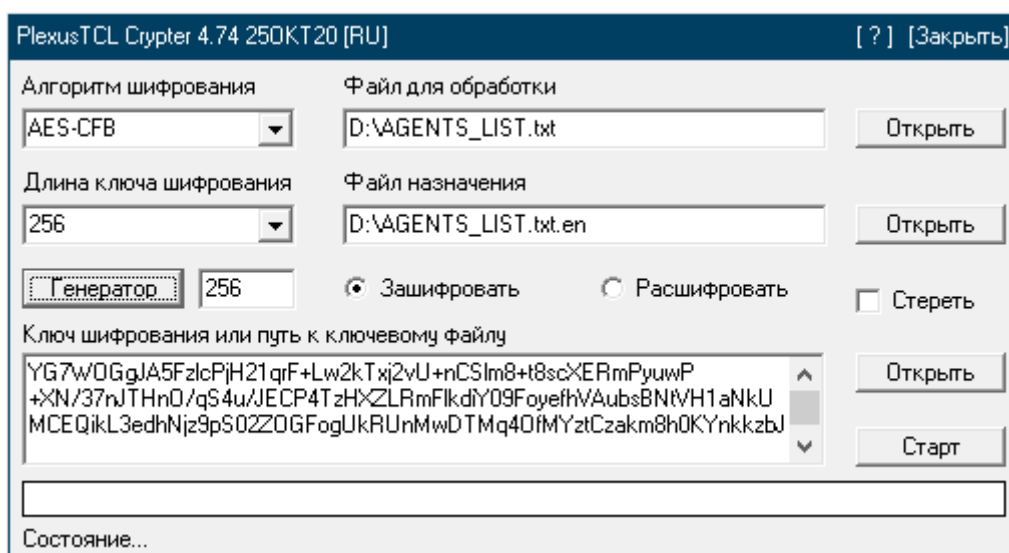 PlexusTCL Crypter 4.74 25OKT20 [RU] [ ? ] [Закрыть]
Алгоритм шифрования Файл для обработки
AES-CFB D:\AGENTS_LIST.txt Открыть
Длина ключа шифрования Файл назначения
256 D:\AGENTS_LIST.txt.en Открыть
Генератор 256 Зашифровать Расшифровать Стереть
Ключ шифрования или путь к ключевому файлу
YG7WOGgJA5FzlcPjH21qrF+Lw2kTxj2vU+nCSlm8+t8scXERmPyuwP
+XN/37nJTHnO/qS4u/JECP4TzHXZLRmFlkdiY09FoyefhVAubsBNtVH1aNkU
MCEQikL3edhNjz9pS02ZOGFogUkRUnMwDTMq4OfMYztCzakm8h0KYnkkzbJ
Открыть
Старт
Состояние...